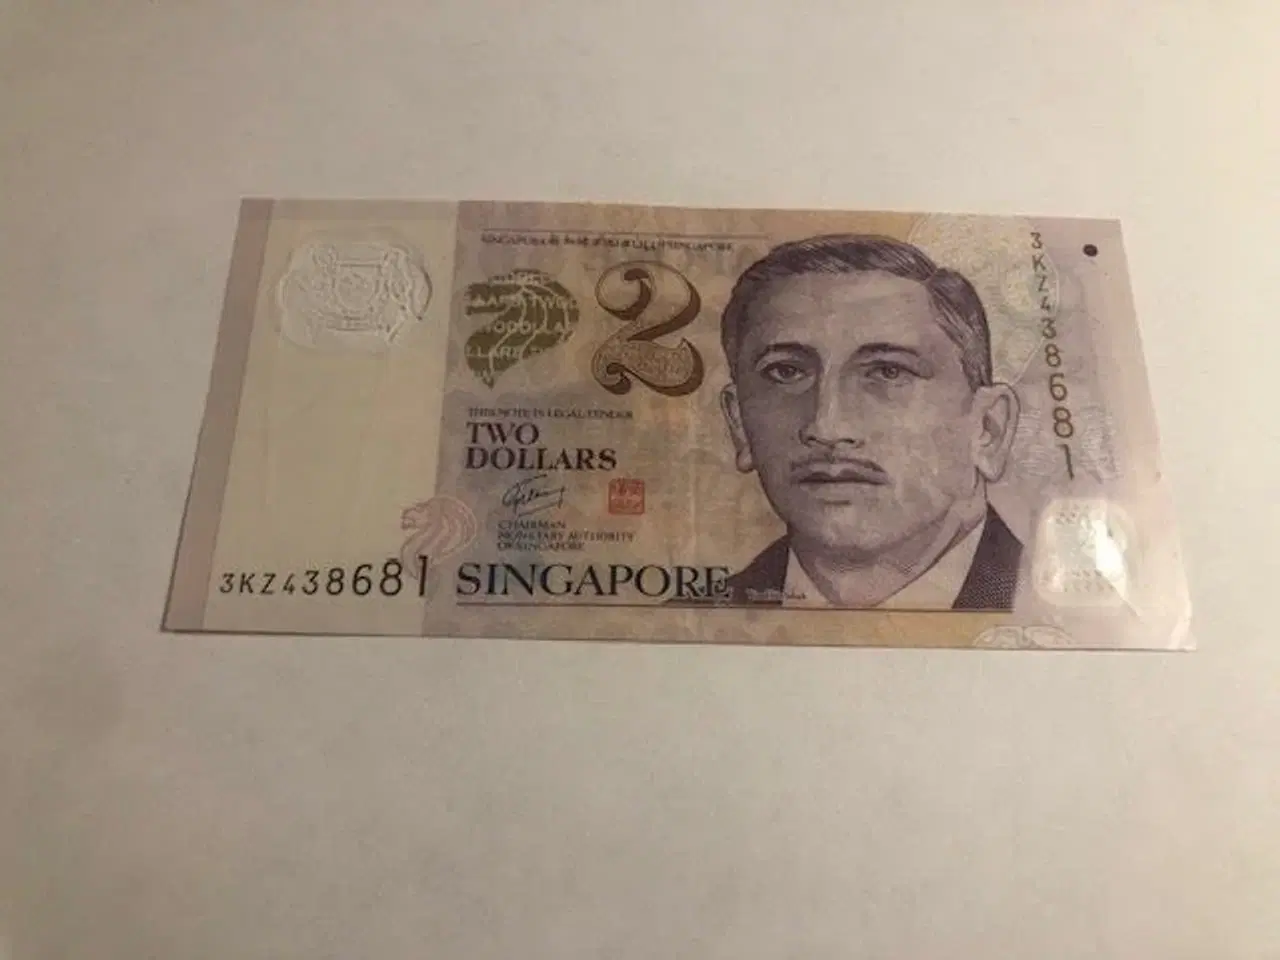 2
THIS NOTE IS LEGAL TENDER
TWO
DOLLARS
CHAIRMAN
MONETARY AUTHORITY
OF SINGAPORE
3KZ438681
SINGAPORE
3KZ438681